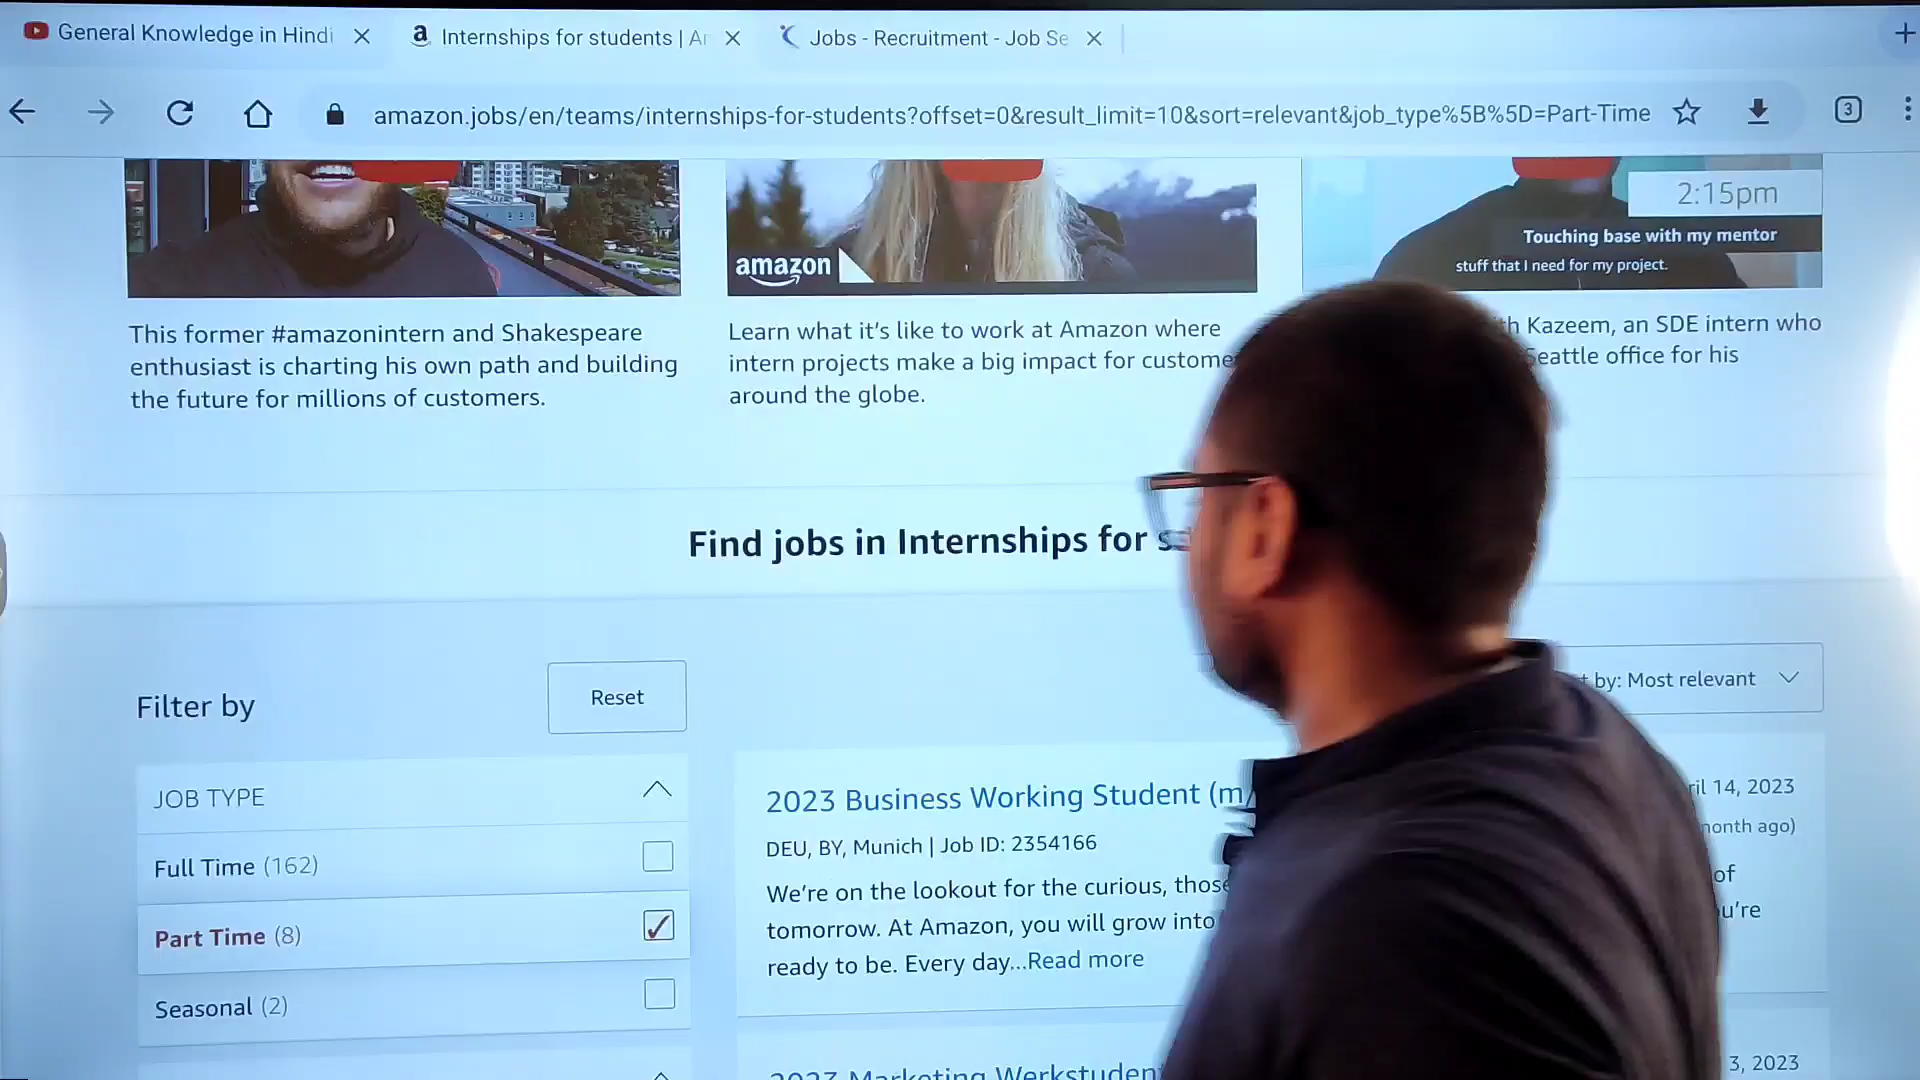 General Knowledge in Hindi
Internships for students | Am
Jobs - Recruitment - Job Se
amazon.jobs/en/teams/internships-for-students?offset=0&result_limit=10&sort=relevant&job_type%5B%5D=Part-Time
3
2:15pm
Touching base with my mentor
stuff that I need for my project.
amazon
This former #amazonintern and Shakespeare
enthusiast is charting his own path and building
the future for millions of customers.
Learn what it's like to work at Amazon where
intern projects make a big impact for custome
around the globe.
Kazeem, an SDE intern who
Seattle office for his
Find jobs in Internships for
Filter by
Reset
by: Most relevant
JOB TYPE
Full Time (162)
Part Time (8)
Seasonal (2)
2023 Business Working Student (m/
ril 14, 2023
DEU, BY, Munich | Job ID: 2354166
month ago)
We're on the lookout for the curious, those
of
tomorrow. At Amazon, you will grow into
u're
ready to be. Every day...Read more
2023 Marketing Werkstudent
3, 2023